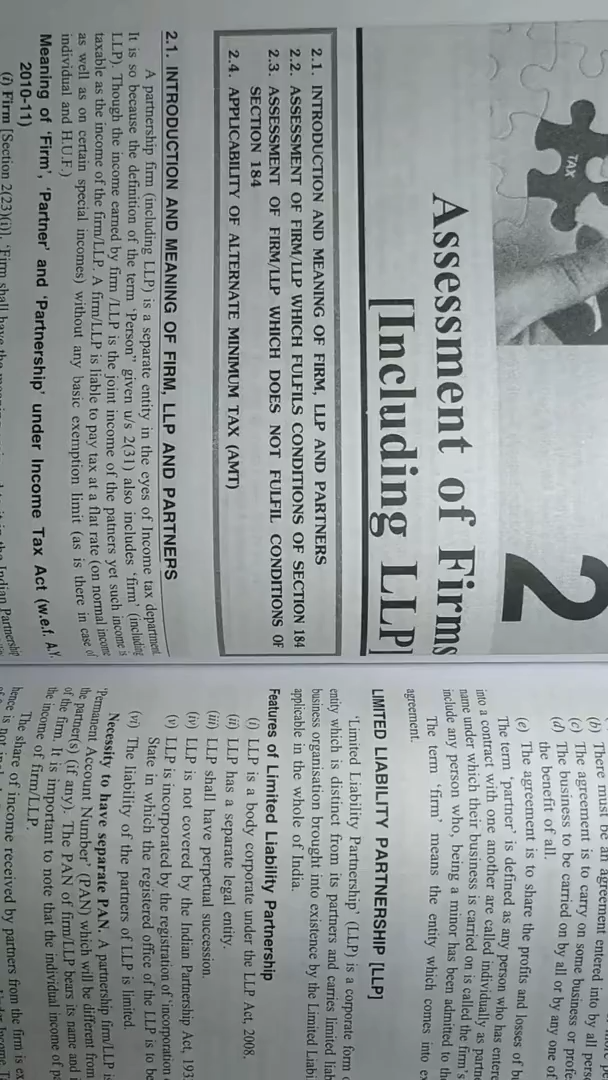 TAX
2
Assessment of Firms
[Including LLP]
2.1. INTRODUCTION AND MEANING OF FIRM, LLP AND PARTNERS
2.2. ASSESSMENT OF FIRM/LLP WHICH FULFILS CONDITIONS OF SECTION 184
2.3. ASSESSMENT OF FIRM/LLP WHICH DOES NOT FULFIL CONDITIONS OF
SECTION 184
2.4. APPLICABILITY OF ALTERNATE MINIMUM TAX (AMT)
2.1. INTRODUCTION AND MEANING OF FIRM, LLP AND PARTNERS
A partnership firm (including LLP) is a separate entity in the eyes of Income tax department.
It is so because the definition of the term 'Person" given u/s 2(31) also includes 'firm' (including
LLP). Though the income earned by firm /LLP is the joint income of the patners yet such income is
taxable as the income of the firm/LLP. A firm/LLP is liable to pay tax at a flat rate (on normal income
as well as on certain special incomes) without any basic exemption limit (as is there in case of
individual and H.U.F.)
Meaning of 'Firm', 'Partner' and 'Partnership' under Income Tax Act (w.e.f. A.Y.
2010-11)
(i) Firm [Section 2(23)(i)]. 'Firm shall have the meaning
(b) There must be an agreement entered into by all
(c) The agreement is to carry on some business or
(d) The business to be carried on by all or by any one of
the benefit of all.
(e) The agreement is to share the profits and losses of
The term 'partner' is defined as any person who has
into a contract with one another are called individually as
name under which their business is carried on is called the firm's
include any person who, being a minor has been admitted to
The term 'firm' means the entity which comes into
agreement.
LIMITED LIABILITY PARTNERSHIP [LLP]
'Limited Liability Partnership' (LLP) is a corporate form
entity which is distinct from its partners and carries limited
business organisation brought into existence by the Limited
applicable in the whole of India.
Features of Limited Liability Partnership
(i) LLP is a body corporate under the LLP Act, 2008.
(ii) LLP has a separate legal entity.
(iii) LLP shall have perpetual succession.
(iv) LLP is not covered by the Indian Partnership Act,
(v) LLP is incorporated by the registration of 'incorporation
State in which the registered office of the LLP is to be
(vi) The liability of the partners of LLP is limited.
Necessity to have separate PAN. A partnership firm/LLP is
'Permanent Account Number' (PAN) which will be different from
the partner(s) (if any). The PAN of firm/LLP bears its name and
of the firm. It is important to note that the individual income of
the income of firm/LLP.
The share of income received by partners from the firm is
hence is not